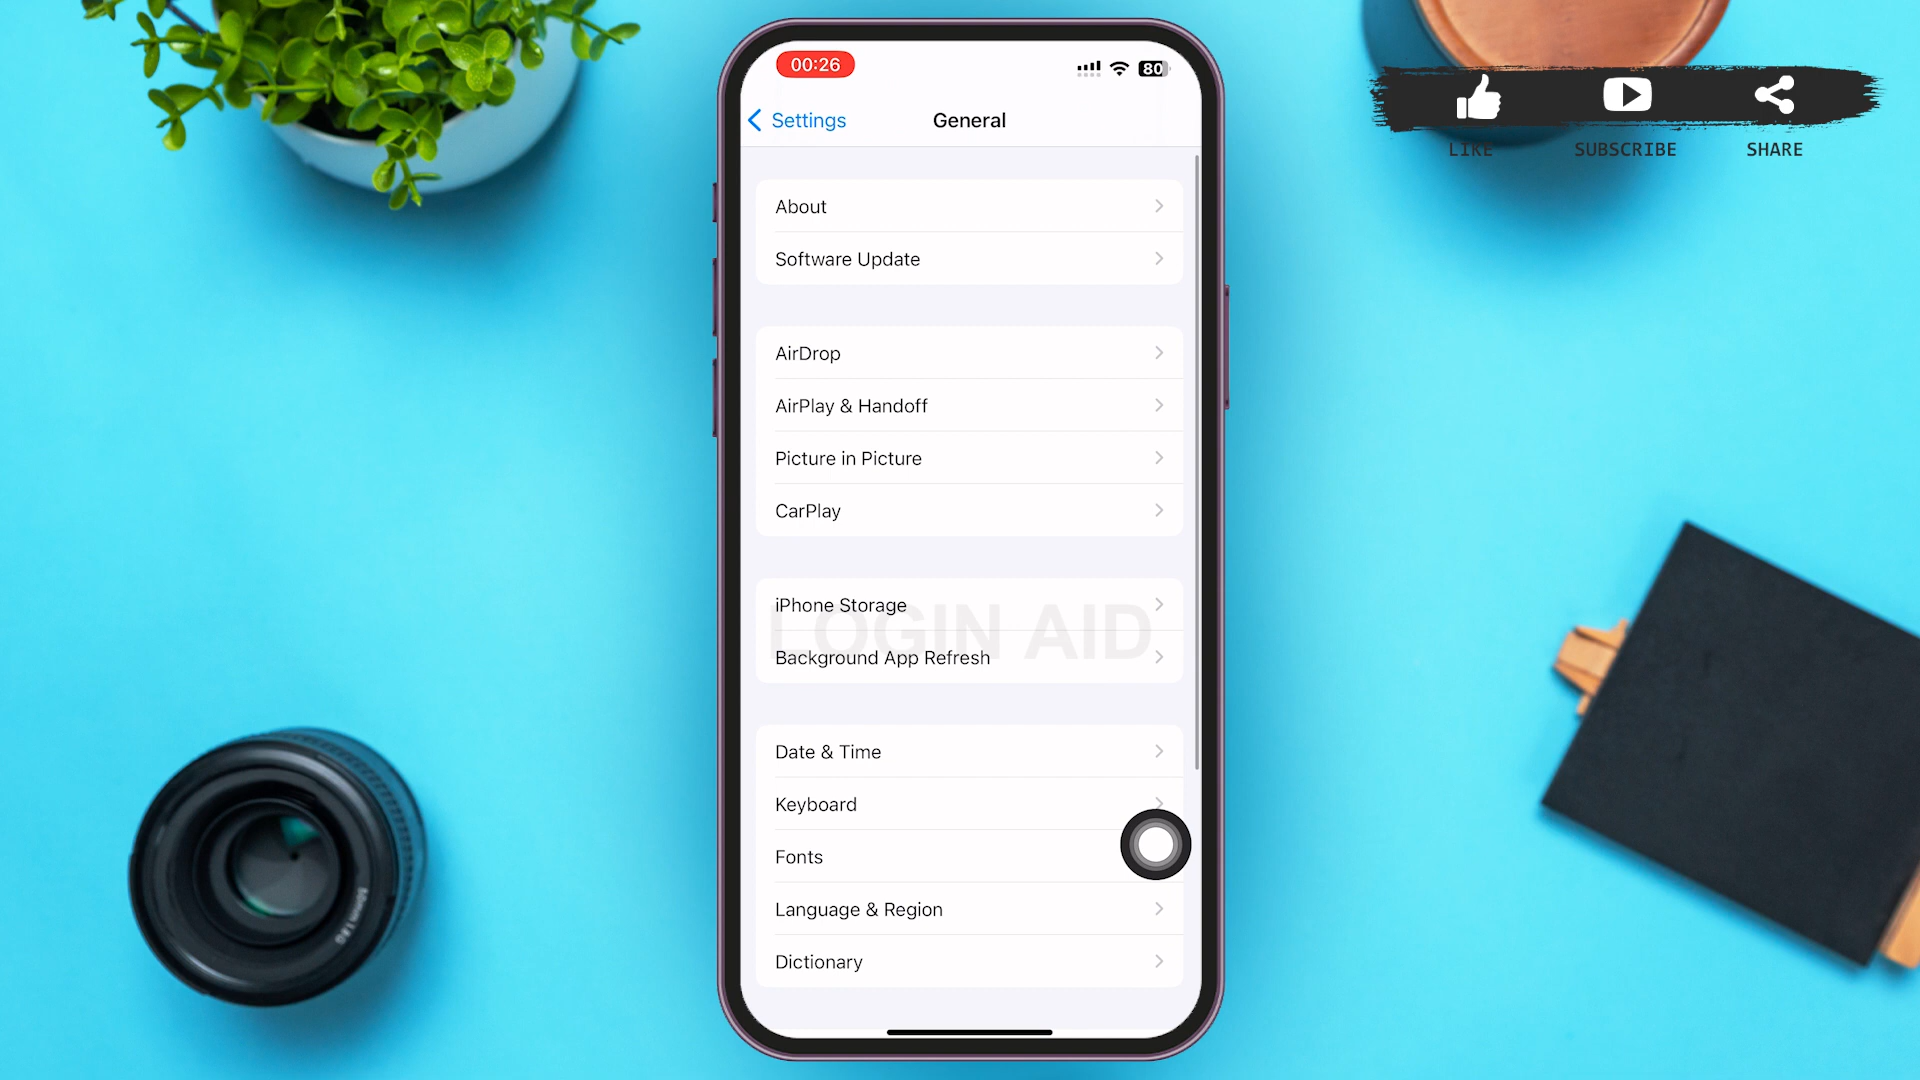 00:26
80
Settings
General
About
Software Update
AirDrop
AirPlay & Handoff
Picture in Picture
CarPlay
iPhone Storage
LOGIN AID
Background App Refresh
Date & Time
Keyboard
Fonts
Language & Region
Dictionary
LIKE
SUBSCRIBE
SHARE